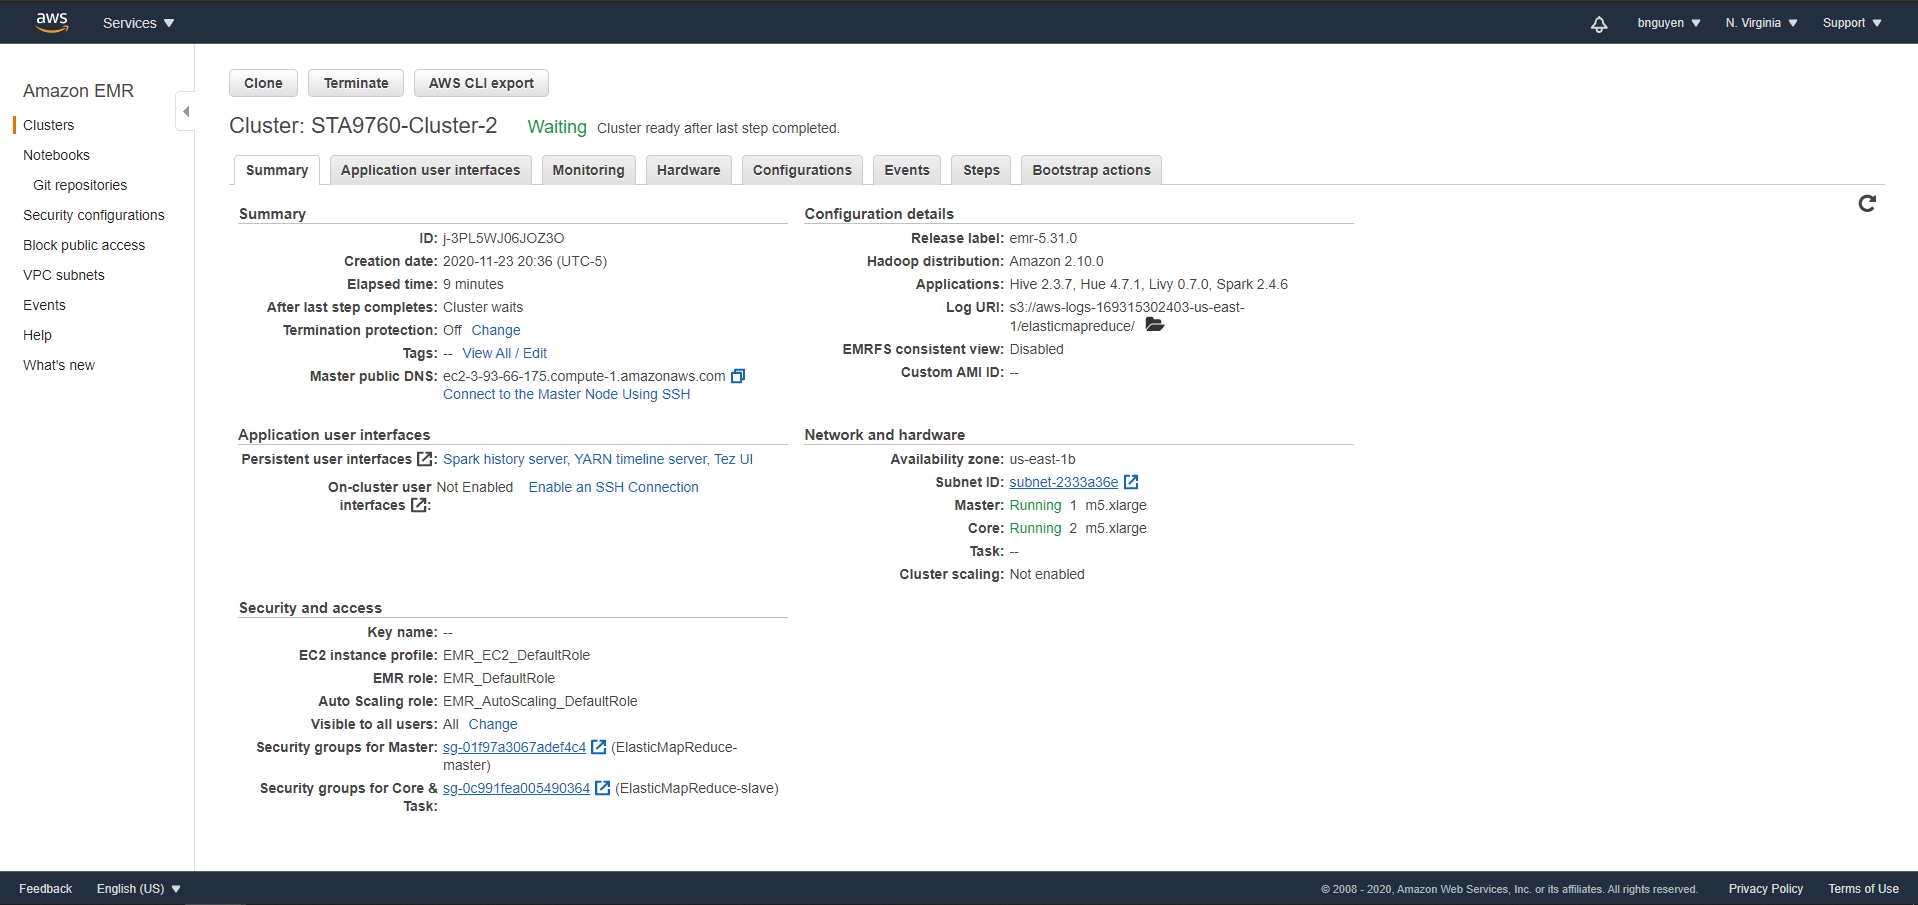 aws Services bnguyen N. Virginia Support
Amazon EMR
Clusters
Notebooks
Git repositories
Security configurations
Block public access
VPC subnets
Events
Help
What's new
Clone Terminate AWS CLI export
Cluster: STA9760-Cluster-2 Waiting Cluster ready after last step completed.
Summary Application user interfaces Monitoring Hardware Configurations Events Steps Bootstrap actions
Summary
ID: j-3PL5WJ06JOZ3O
Creation date: 2020-11-23 20:36 (UTC-5)
Elapsed time: 9 minutes
After last step completes: Cluster waits
Termination protection: Off Change
Tags: -- View All / Edit
Master public DNS: ec2-3-93-66-175.compute-1.amazonaws.com
Connect to the Master Node Using SSH
Configuration details
Release label: emr-5.31.0
Hadoop distribution: Amazon 2.10.0
Applications: Hive 2.3.7, Hue 4.7.1, Livy 0.7.0, Spark 2.4.6
Log URI: s3://aws-logs-169315302403-us-east-
1/elasticmapreduce/
EMRFS consistent view: Disabled
Custom AMI ID: --
Application user interfaces
Persistent user interfaces : Spark history server, YARN timeline server, Tez UI
On-cluster user Not Enabled Enable an SSH Connection
interfaces :
Network and hardware
Availability zone: us-east-1b
Subnet ID: subnet-2333a36e
Master: Running 1 m5.xlarge
Core: Running 2 m5.xlarge
Task: --
Cluster scaling: Not enabled
Security and access
Key name: --
EC2 instance profile: EMR_EC2_DefaultRole
EMR role: EMR_DefaultRole
Auto Scaling role: EMR_AutoScaling_DefaultRole
Visible to all users: All Change
Security groups for Master: sg-01f97a3067adef4c4 (ElasticMapReduce-
master)
Security groups for Core & sg-0c991fea005490364 (ElasticMapReduce-slave)
Task:
Feedback English (US) © 2008 - 2020, Amazon Web Services, Inc. or its affiliates. All rights reserved. Privacy Policy Terms of Use